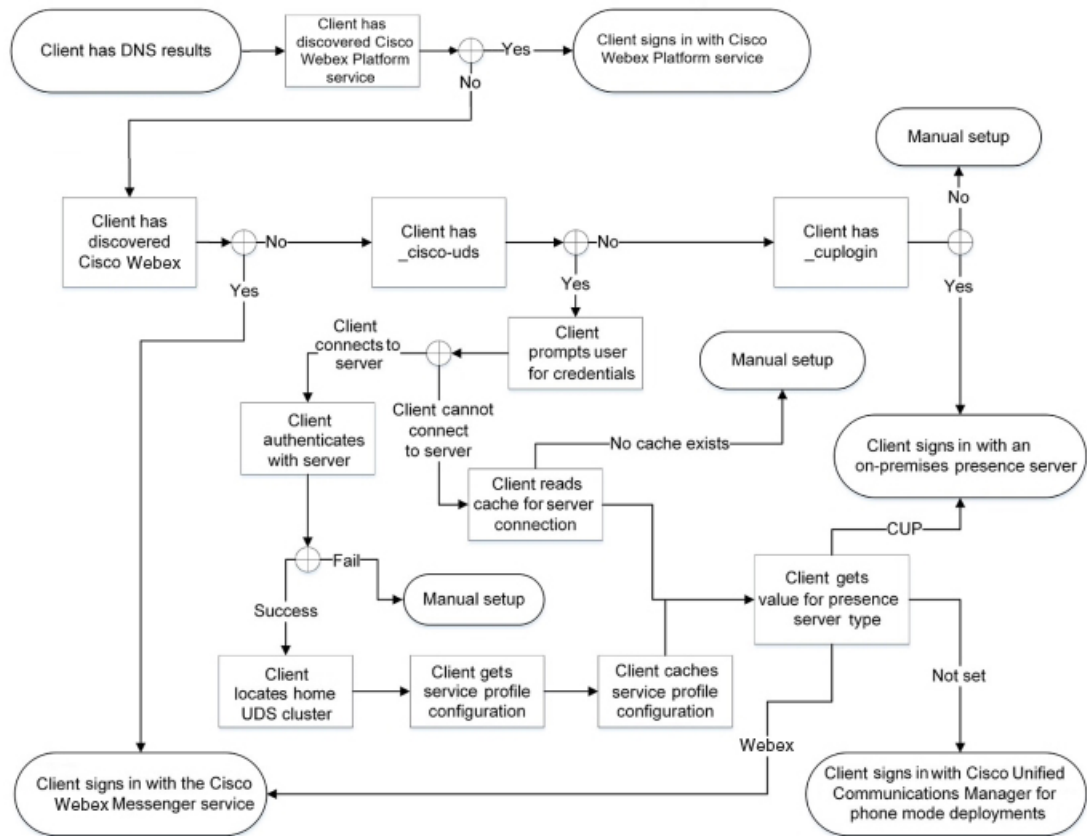 Client has DNS results
Client has
discovered Cisco
Webex Platform
service
Yes
Client signs in with Cisco
Webex Platform service
No
Manual setup
No
Client has
discovered
Cisco Webex
No
Client has
_cisco-uds
No
Client has
_cuplogin
Yes
Yes
Yes
Client
connects to
server
Client
prompts user
for credentials
Manual setup
Client
authenticates
with server
Client cannot
connect
to server
No cache exists
Client signs in with an
on-premises presence server
Client reads
cache for server
connection
CUP
Fail
Client gets
value for presence
server type
Success
Manual setup
Client
locates home
UDS cluster
Client gets
service profile
configuration
Client caches
service profile
configuration
Not set
Webex
Client signs in with the Cisco
Webex Messenger service
Client signs in with Cisco Unified
Communications Manager for
phone mode deployments